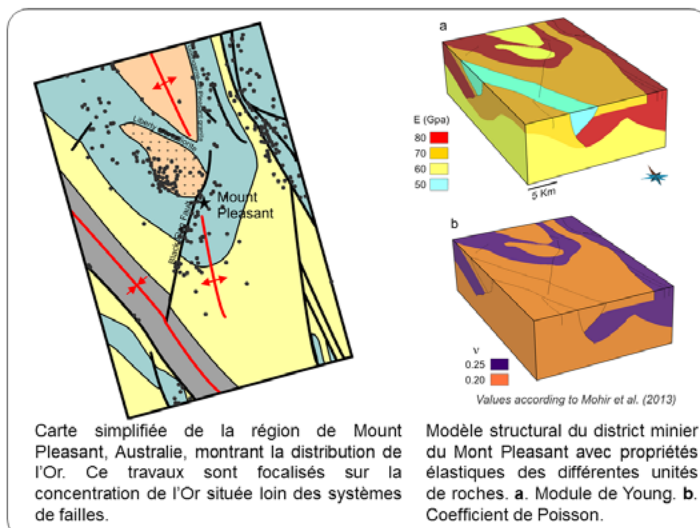 a
E (Gpa)
80
70
60
50
5 Km
Liberty
Mount
Pleasant
b
ν
0.25
0.20
Values according to Mohir et al. (2013)
Carte simplifiée de la région de Mount
Pleasant, Australie, montrant la distribution de
l'Or. Ce travaux sont focalisés sur la
concentration de l'Or située loin des systèmes
de failles.
Modèle structural du district minier
du Mont Pleasant avec propriétés
élastiques des différentes unités
de roches. a. Module de Young. b.
Coefficient de Poisson.